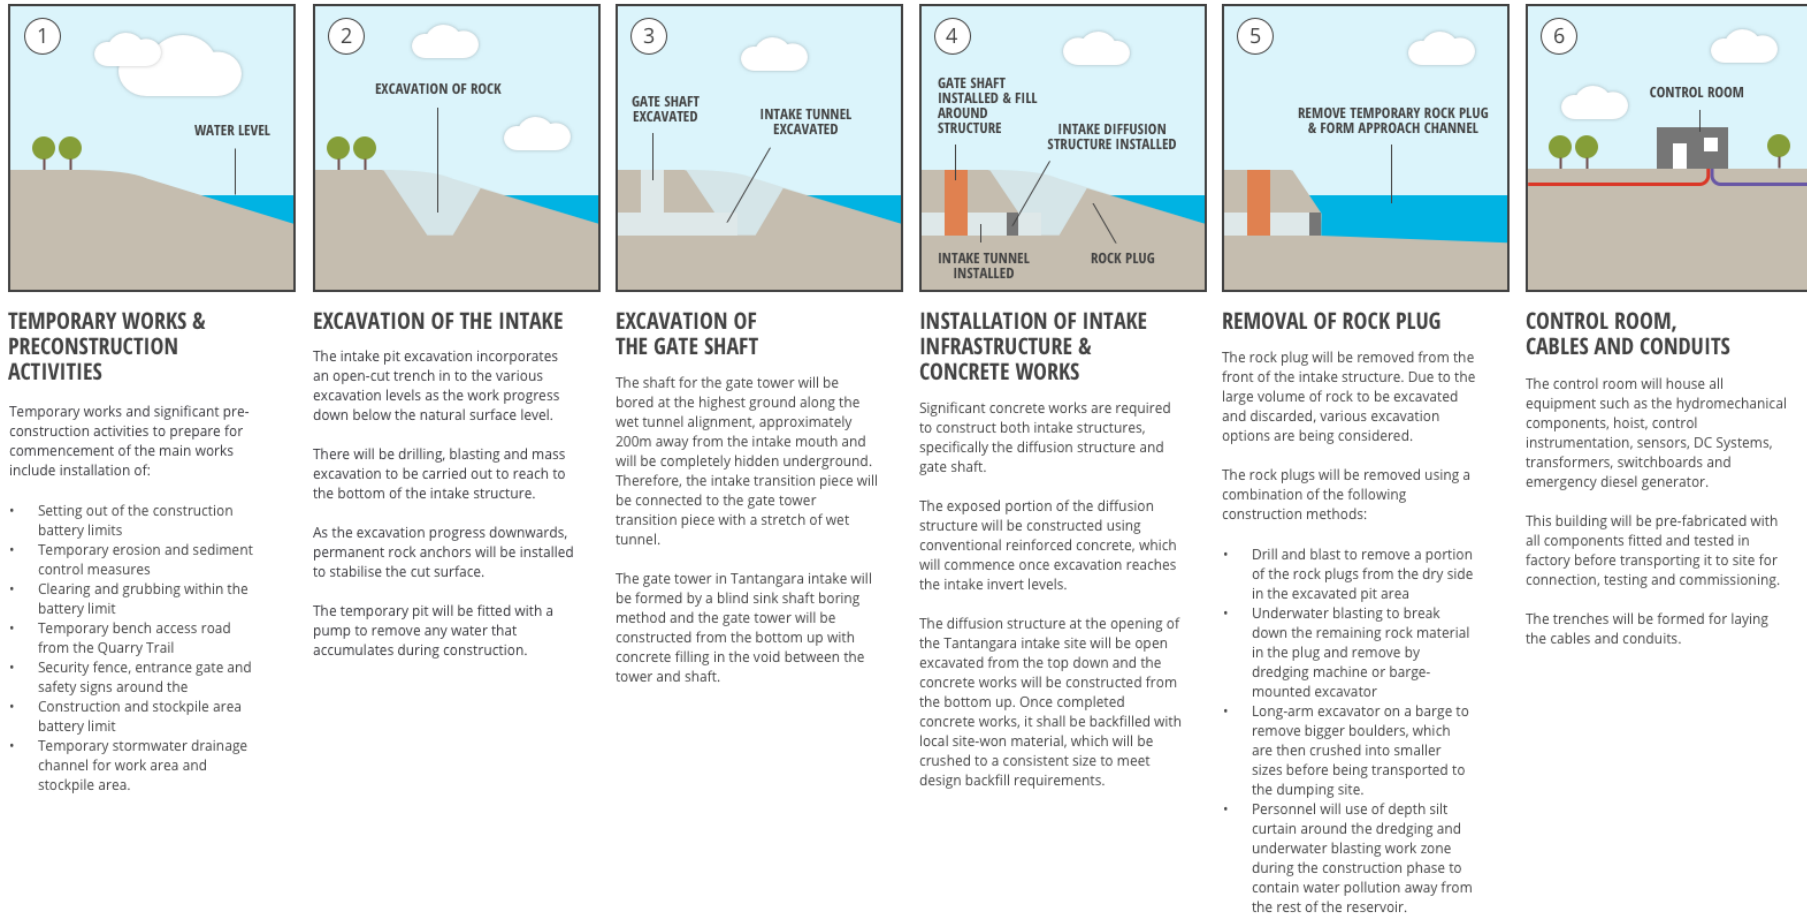 1
WATER LEVEL
TEMPORARY WORKS &
PRECONSTRUCTION
ACTIVITIES
Temporary works and significant pre-
construction activities to prepare for
commencement of the main works
include installation of:
• Setting out of the construction
battery limits
• Temporary erosion and sediment
control measures
• Clearing and grubbing within the
battery limit
• Temporary bench access road
from the Quarry Trail
• Security fence, entrance gate and
safety signs around the
• Construction and stockpile area
battery limit
• Temporary stormwater drainage
channel for work area and
stockpile area.
2
EXCAVATION OF ROCK
EXCAVATION OF THE INTAKE
The intake pit excavation incorporates
an open-cut trench in to the various
excavation levels as the work progress
down below the natural surface level.
There will be drilling, blasting and mass
excavation to be carried out to reach to
the bottom of the intake structure.
As the excavation progress downwards,
permanent rock anchors will be installed
to stabilise the cut surface.
The temporary pit will be fitted with a
pump to remove any water that
accumulates during construction.
3
GATE SHAFT
EXCAVATED
INTAKE TUNNEL
EXCAVATED
EXCAVATION OF
THE GATE SHAFT
The shaft for the gate tower will be
bored at the highest ground along the
wet tunnel alignment, approximately
200m away from the intake mouth and
will be completely hidden underground.
Therefore, the intake transition piece will
be connected to the gate tower
transition piece with a stretch of wet
tunnel.
The gate tower in Tantangara intake will
be formed by a blind sink shaft boring
method and the gate tower will be
constructed from the bottom up with
concrete filling in the void between the
tower and shaft.
4
GATE SHAFT
INSTALLED & FILL
AROUND
STRUCTURE
INTAKE DIFFUSION
STRUCTURE INSTALLED
INTAKE TUNNEL
INSTALLED
ROCK PLUG
INSTALLATION OF INTAKE
INFRASTRUCTURE &
CONCRETE WORKS
Significant concrete works are required
to construct both intake structures,
specifically the diffusion structure and
gate shaft.
The exposed portion of the diffusion
structure will be constructed using
conventional reinforced concrete, which
will commence once excavation reaches
the intake invert levels.
The diffusion structure at the opening of
the Tantangara intake site will be open
excavated from the top down and the
concrete works will be constructed from
the bottom up. Once completed
concrete works, it shall be backfilled with
local site-won material, which will be
crushed to a consistent size to meet
design backfill requirements.
5
REMOVE TEMPORARY ROCK PLUG
& FORM APPROACH CHANNEL
REMOVAL OF ROCK PLUG
The rock plug will be removed from the
front of the intake structure. Due to the
large volume of rock to be excavated
and discarded, various excavation
options are being considered.
The rock plugs will be removed using a
combination of the following
construction methods:
• Drill and blast to remove a portion
of the rock plugs from the dry side
in the excavated pit area
• Underwater blasting to break
down the remaining rock material
in the plug and remove by
dredging machine or barge-
mounted excavator
• Long-arm excavator on a barge to
remove bigger boulders, which
are then crushed into smaller
sizes before being transported to
the dumping site.
• Personnel will use of depth silt
curtain around the dredging and
underwater blasting work zone
during the construction phase to
contain water pollution away from
the rest of the reservoir.
6
CONTROL ROOM
CONTROL ROOM,
CABLES AND CONDUITS
The control room will house all
equipment such as the hydromechanical
components, hoist, control
instrumentation, sensors, DC Systems,
transformers, switchboards and
emergency diesel generator.
This building will be pre-fabricated with
all components fitted and tested in
factory before transporting it to site for
connection, testing and commissioning.
The trenches will be formed for laying
the cables and conduits.